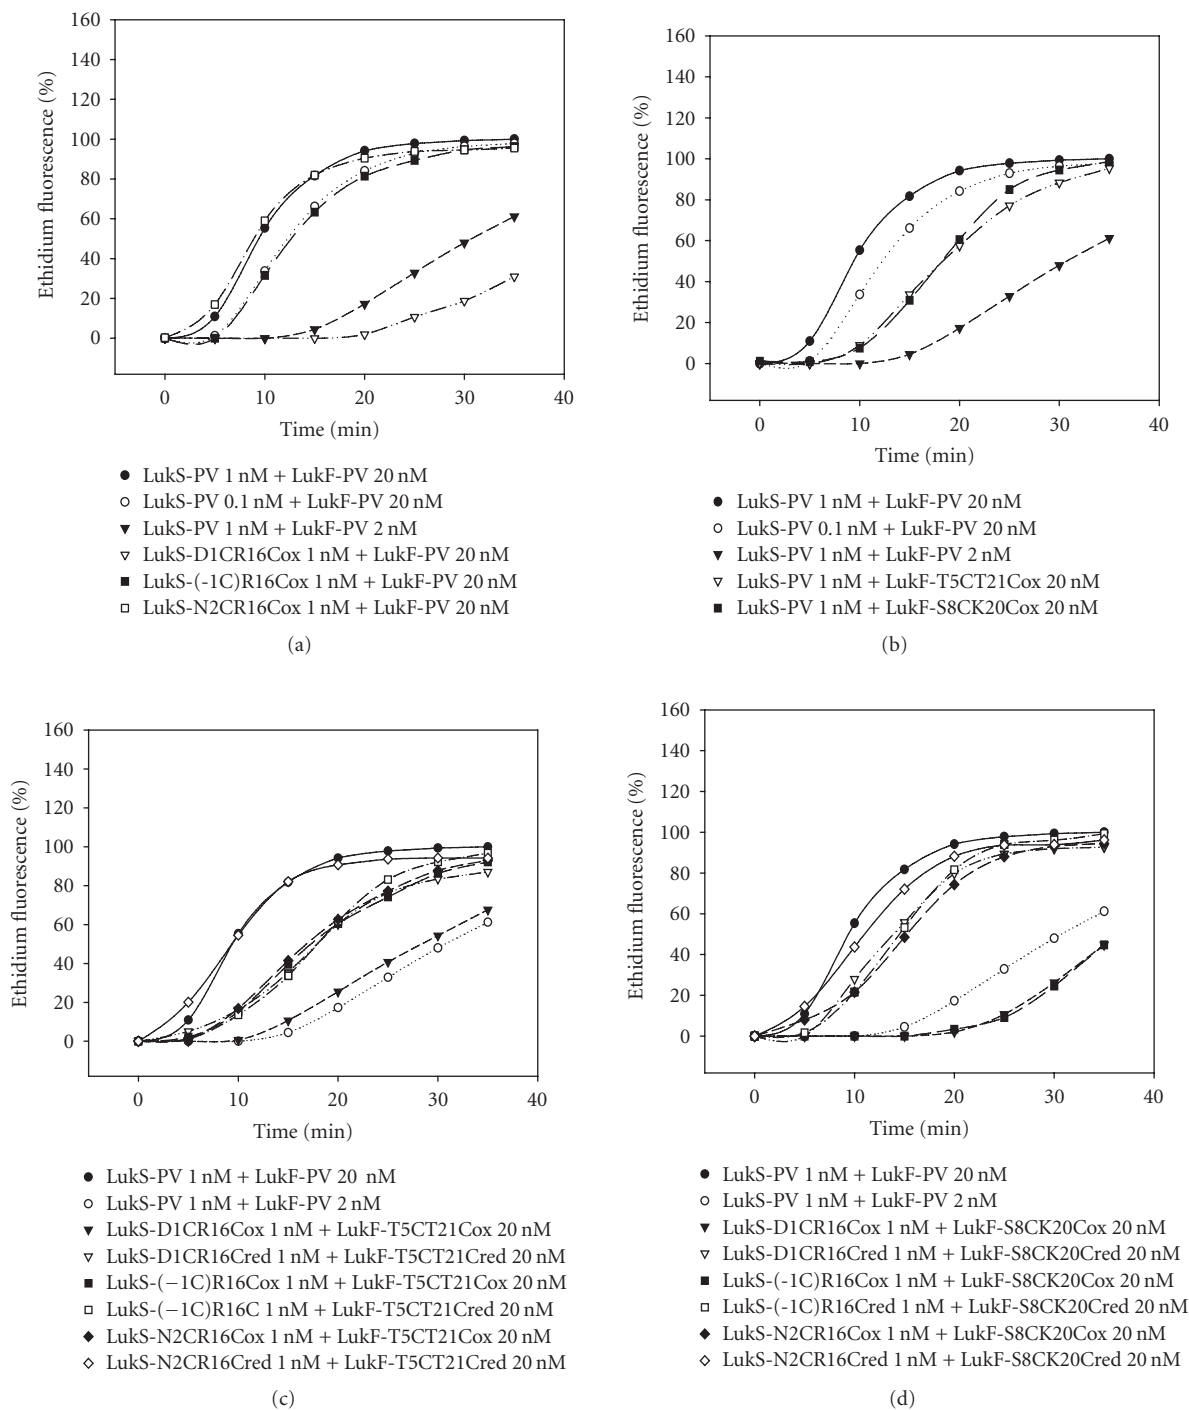 160
140
120
100
80
60
40
20
0
Ethidium fluorescence (%)
0 10 20 30 40
Time (min)
LukS-PV 1 nM + LukF-PV 20 nM
LukS-PV 0.1 nM + LukF-PV 20 nM
LukS-PV 1 nM + LukF-PV 2 nM
LukS-D1CR16Cox 1 nM + LukF-PV 20 nM
LukS-(-1C)R16Cox 1 nM + LukF-PV 20 nM
LukS-N2CR16Cox 1 nM + LukF-PV 20 nM
(a)
160
140
120
100
80
60
40
20
0
Ethidium fluorescence (%)
0 10 20 30 40
Time (min)
LukS-PV 1 nM + LukF-PV 20 nM
LukS-PV 0.1 nM + LukF-PV 20 nM
LukS-PV 1 nM + LukF-PV 2 nM
LukS-PV 1 nM + LukF-T5CT21Cox 20 nM
LukS-PV 1 nM + LukF-S8CK20Cox 20 nM
(b)
160
140
120
100
80
60
40
20
0
Ethidium fluorescence (%)
0 10 20 30 40
Time (min)
LukS-PV 1 nM + LukF-PV 20 nM
LukS-PV 1 nM + LukF-PV 2 nM
LukS-D1CR16Cox 1 nM + LukF-T5CT21Cox 20 nM
LukS-D1CR16Cred 1 nM + LukF-T5CT21Cred 20 nM
LukS-(−1C)R16Cox 1 nM + LukF-T5CT21Cox 20 nM
LukS-(−1C)R16C 1 nM + LukF-T5CT21Cred 20 nM
LukS-N2CR16Cox 1 nM + LukF-T5CT21Cox 20 nM
LukS-N2CR16Cred 1 nM + LukF-T5CT21Cred 20 nM
(c)
160
140
120
100
80
60
40
20
0
Ethidium fluorescence (%)
0 10 20 30 40
Time (min)
LukS-PV 1 nM + LukF-PV 20 nM
LukS-PV 1 nM + LukF-PV 2 nM
LukS-D1CR16Cox 1 nM + LukF-S8CK20Cox 20 nM
LukS-D1CR16Cred 1 nM + LukF-S8CK20Cred 20 nM
LukS-(-1C)R16Cox 1 nM + LukF-S8CK20Cox 20 nM
LukS-(-1C)R16Cred 1 nM + LukF-S8CK20Cred 20 nM
LukS-N2CR16Cox 1 nM + LukF-S8CK20Cox 20 nM
LukS-N2CR16Cred 1 nM + LukF-S8CK20Cred 20 nM
(d)